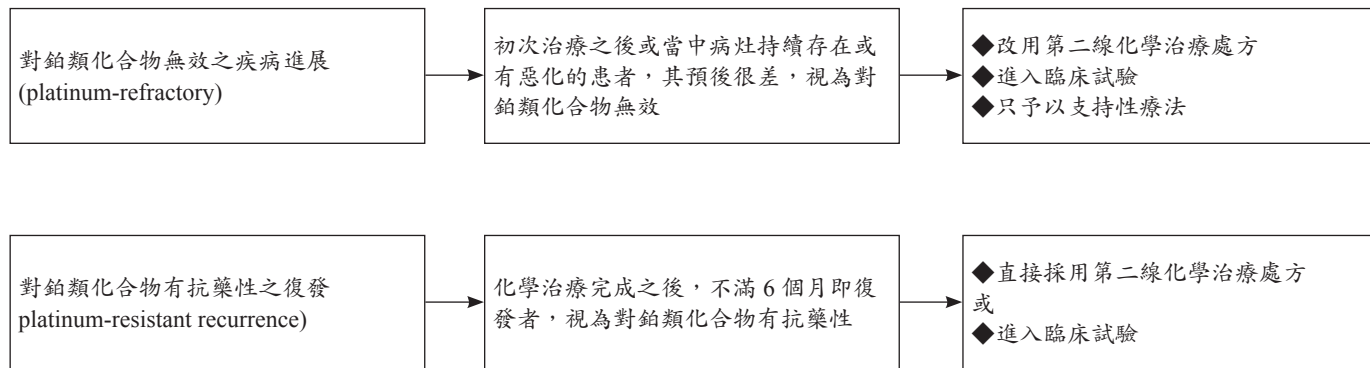 對鉑類化合物無效之疾病進展
(platinum-refractory)
初次治療之後或當中病灶持續存在或
有惡化的患者，其預後很差，視為對
鉑類化合物無效
◆改用第二線化學治療處方
◆進入臨床試驗
◆只予以支持性療法
對鉑類化合物有抗藥性之復發
platinum-resistant recurrence)
化學治療完成之後，不滿 6 個月即復
發者，視為對鉑類化合物有抗藥性
◆直接採用第二線化學治療處方
或
◆進入臨床試驗